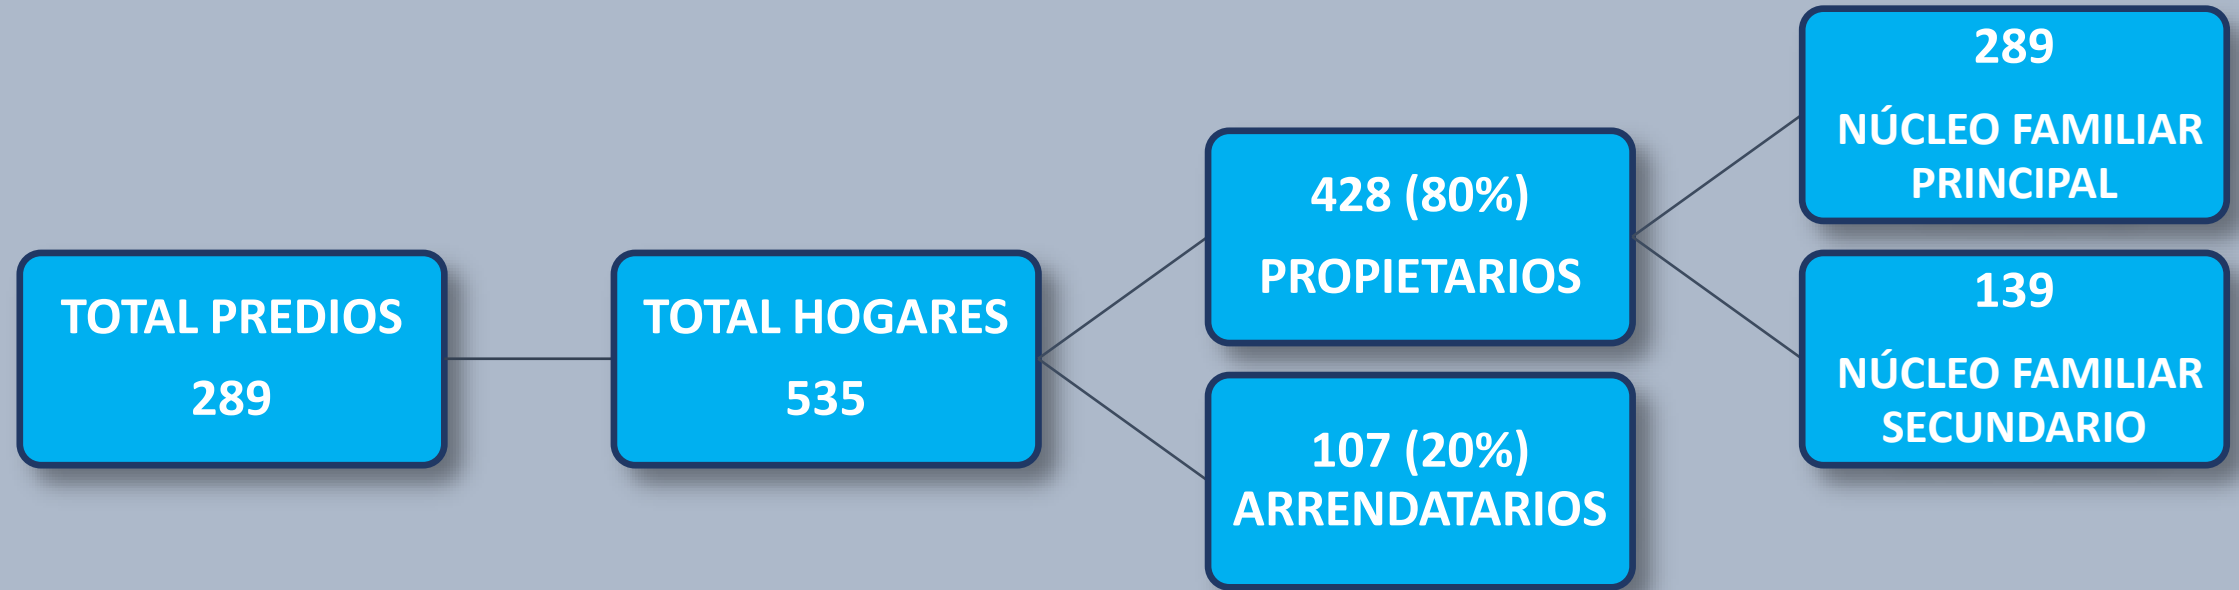 TOTAL PREDIOS
289
TOTAL HOGARES
535
428 (80%)
PROPIETARIOS
107 (20%)
ARRENDATARIOS
289
NÚCLEO FAMILIAR
PRINCIPAL
139
NÚCLEO FAMILIAR
SECUNDARIO